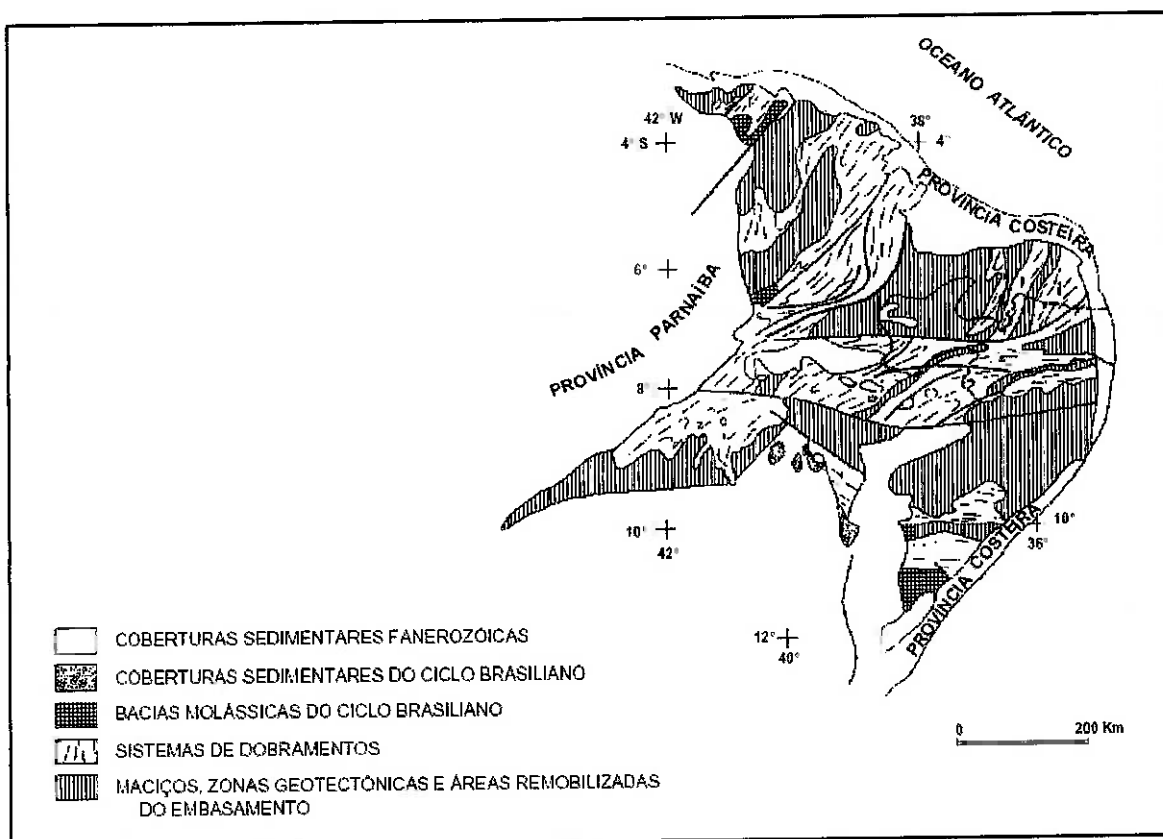 OCEANO ATLÂNTICO
42° W
4° S
38°
4°
PROVÍNCIA COSTEIRA
6°
PROVÍNCIA PARNAÍBA
8°
10°
42°
10°
36°
PROVÍNCIA COSTEIRA
12°
40°
0 200 Km
COBERTURAS SEDIMENTARES FANEROZÓICAS
COBERTURAS SEDIMENTARES DO CICLO BRASILIANO
BACIAS MOLÁSSICAS DO CICLO BRASILIANO
SISTEMAS DE DOBRAMENTOS
MACIÇOS, ZONAS GEOTECTÔNICAS E ÁREAS REMOBILIZADAS
DO EMBASAMENTO